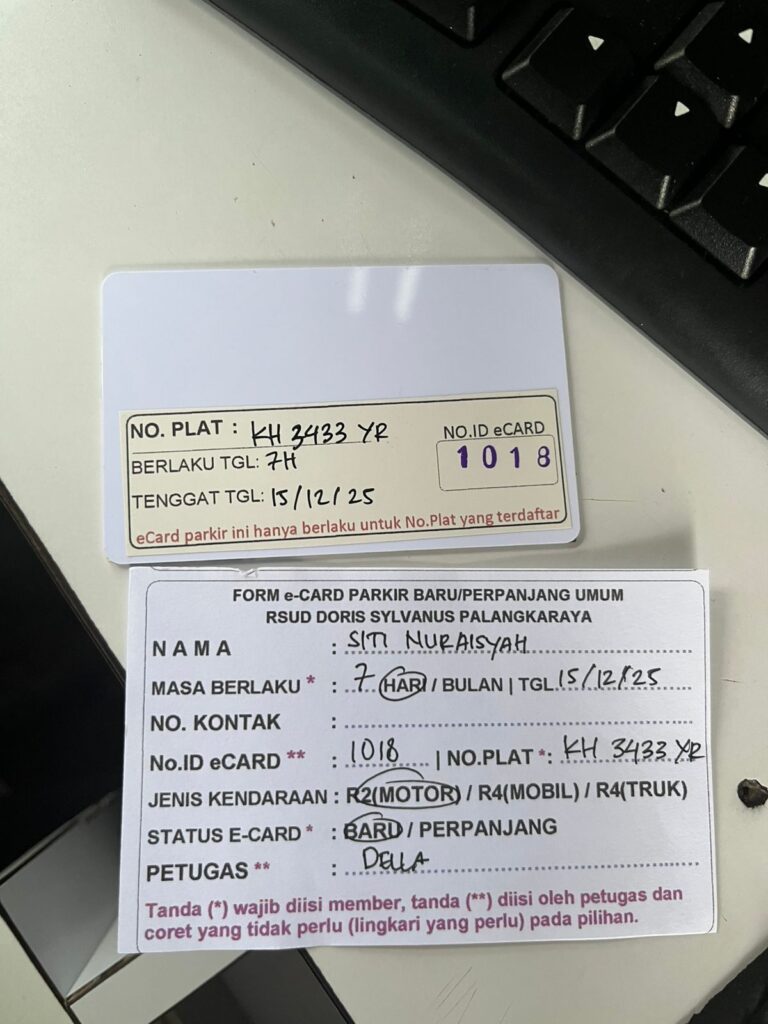 NO. PLAT : KH 3433 YR
NO.ID eCARD
1018
BERLAKU TGL: 7H
TENGGAT TGL: 15/12/25
eCard parkir ini hanya berlaku untuk No.Plat yang terdaftar
FORM e-CARD PARKIR BARU/PERPANJANG UMUM
RSUD DORIS SYLVANUS PALANGKARAYA
NAMA : SITI NURAISYAH
MASA BERLAKU * : 7 HARI / BULAN | TGL 15/12/25
NO. KONTAK :
No.ID eCARD ** : 1018 | NO.PLAT *: KH 3433 YR
JENIS KENDARAAN : R2(MOTOR) / R4(MOBIL) / R4(TRUK)
STATUS E-CARD * : BARU / PERPANJANG
PETUGAS ** : DELLA
Tanda (*) wajib diisi member, tanda (**) diisi oleh petugas dan
coret yang tidak perlu (lingkari yang perlu) pada pilihan.